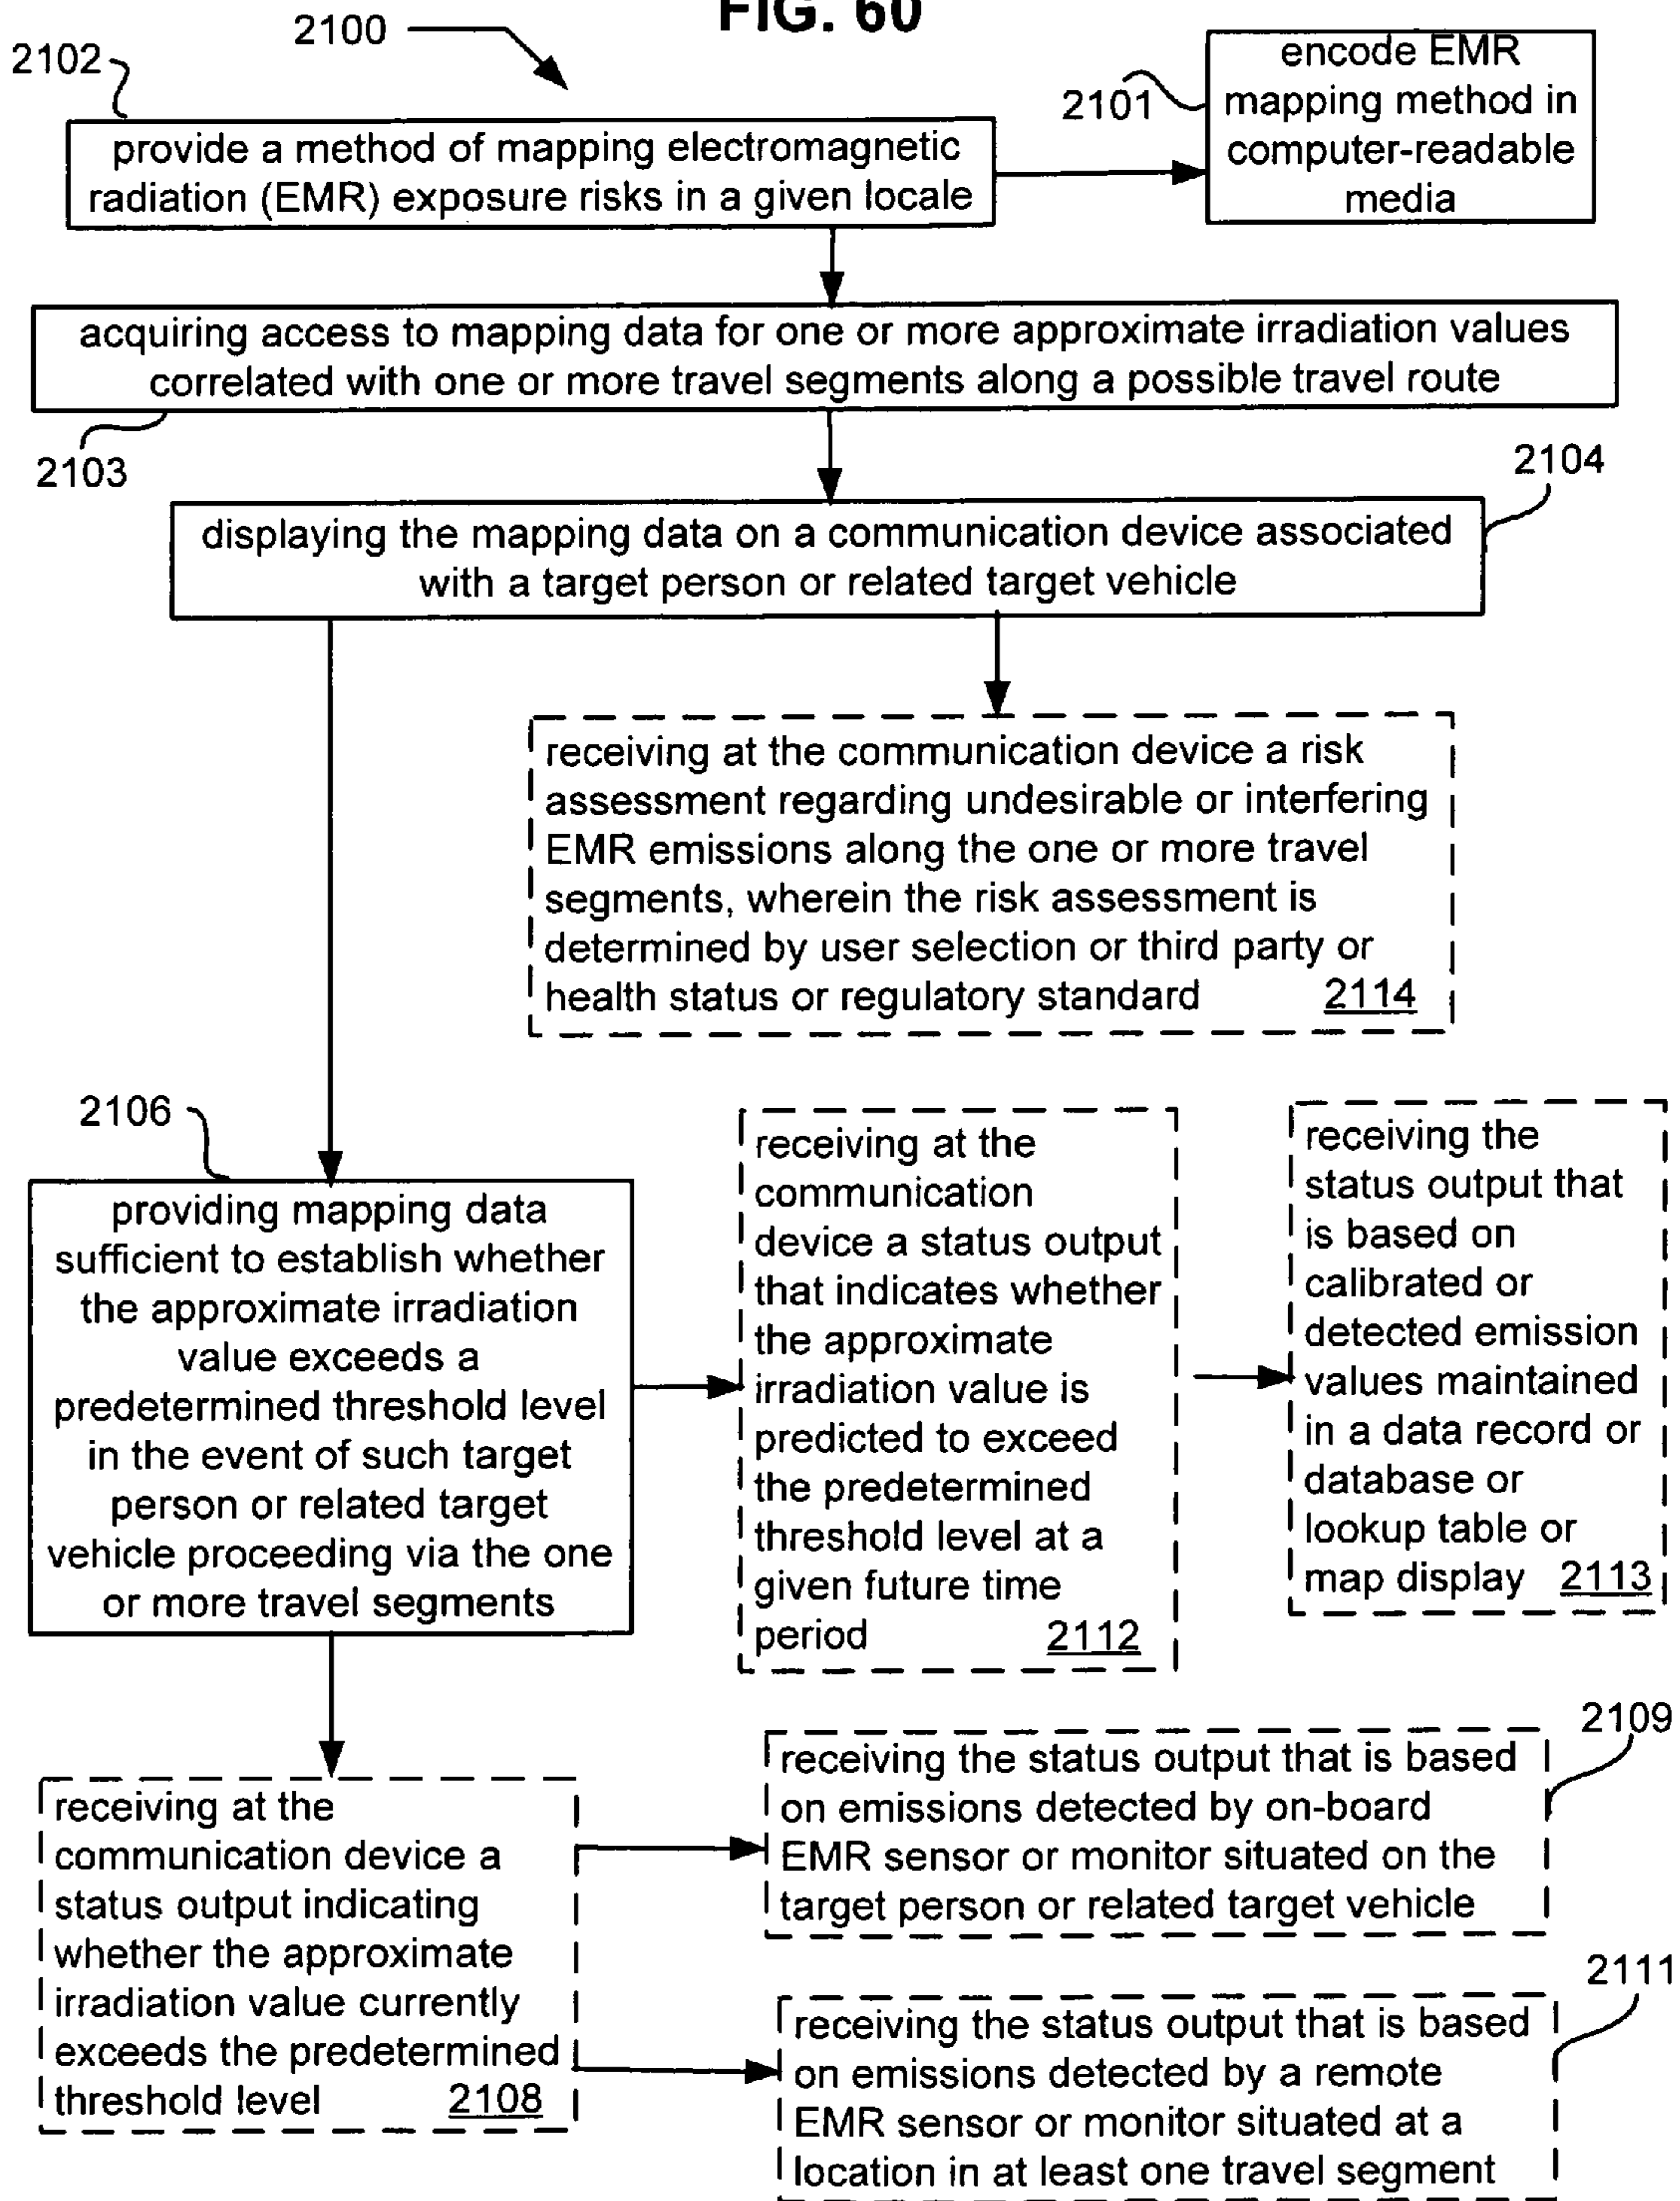 FIG. 60
2100
2102
provide a method of mapping electromagnetic
radiation (EMR) exposure risks in a given locale
2101
encode EMR
mapping method in
computer-readable
media
acquiring access to mapping data for one or more approximate irradiation values
correlated with one or more travel segments along a possible travel route
2103
2104
displaying the mapping data on a communication device associated
with a target person or related target vehicle
receiving at the communication device a risk
assessment regarding undesirable or interfering
EMR emissions along the one or more travel
segments, wherein the risk assessment is
determined by user selection or third party or
health status or regulatory standard 2114
2106
providing mapping data
sufficient to establish whether
the approximate irradiation
value exceeds a
predetermined threshold level
in the event of such target
person or related target
vehicle proceeding via the one
or more travel segments
receiving at the
communication
device a status output
that indicates whether
the approximate
irradiation value is
predicted to exceed
the predetermined
threshold level at a
given future time
period 2112
receiving the
status output that
is based on
calibrated or
detected emission
values maintained
in a data record or
database or
lookup table or
map display 2113
receiving at the
communication device a
status output indicating
whether the approximate
irradiation value currently
exceeds the predetermined
threshold level 2108
2109
receiving the status output that is based
on emissions detected by on-board
EMR sensor or monitor situated on the
target person or related target vehicle
2111
receiving the status output that is based
on emissions detected by a remote
EMR sensor or monitor situated at a
location in at least one travel segment